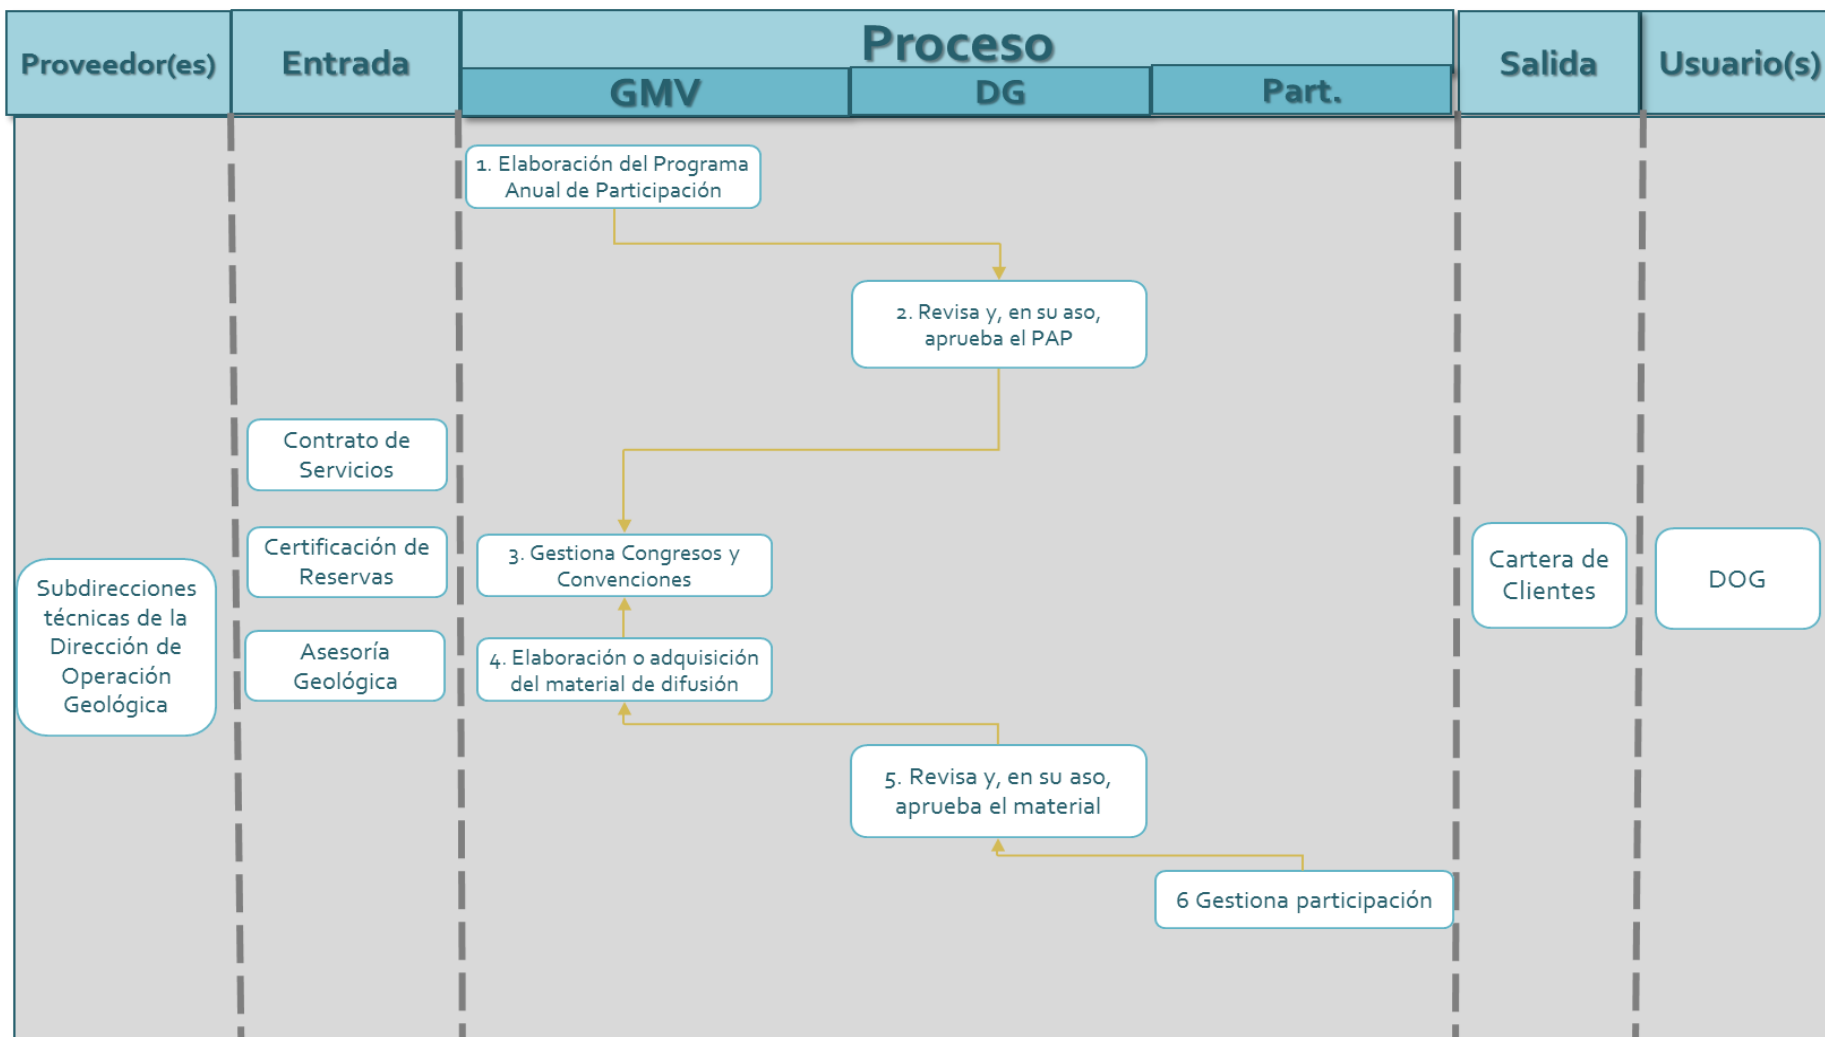 Proveedor(es)
Entrada
Proceso
GMV
DG
Part.
Salida
Usuario(s)
1. Elaboración del Programa
Anual de Participación
2. Revisa y, en su aso,
aprueba el PAP
Contrato de
Servicios
Certificación de
Reservas
Asesoría
Geológica
Subdirecciones
técnicas de la
Dirección de
Operación
Geológica
3. Gestiona Congresos y
Convenciones
4. Elaboración o adquisición
del material de difusión
5. Revisa y, en su aso,
aprueba el material
6 Gestiona participación
Cartera de
Clientes
DOG